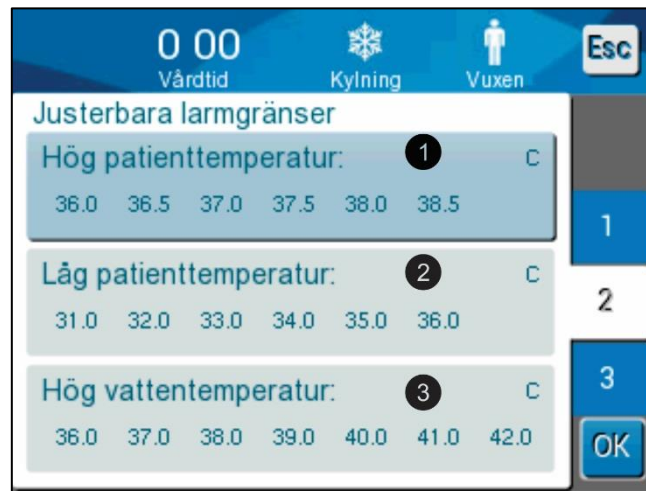 0 00
Vårdtid
Kylning
Vuxen
Esc
Justerbara larmgränser
Hög patienttemperatur: 1 C
36.0 36.5 37.0 37.5 38.0 38.5
1
Låg patienttemperatur: 2 C
31.0 32.0 33.0 34.0 35.0 36.0
2
Hög vattentemperatur: 3 C
36.0 37.0 38.0 39.0 40.0 41.0 42.0
3
OK